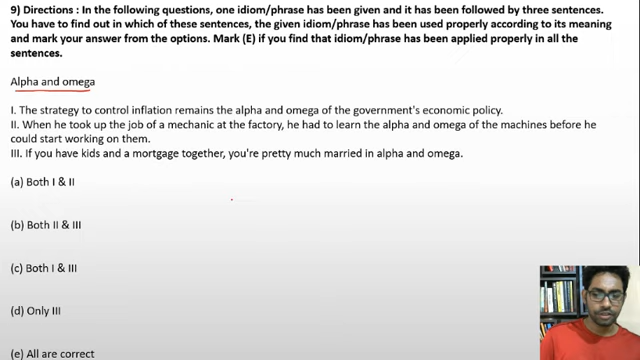 9) Directions : In the following questions, one idiom/phrase has been given and it has been followed by three sentences.
You have to find out in which of these sentences, the given idiom/phrase has been used properly according to its meaning
and mark your answer from the options. Mark (E) if you find that idiom/phrase has been applied properly in all the
sentences.
Alpha and omega
I. The strategy to control inflation remains the alpha and omega of the government's economic policy.
II. When he took up the job of a mechanic at the factory, he had to learn the alpha and omega of the machines before he
could start working on them.
III. If you have kids and a mortgage together, you're pretty much married in alpha and omega.
(a) Both I & II
(b) Both II & III
(c) Both I & III
(d) Only III
(e) All are correct